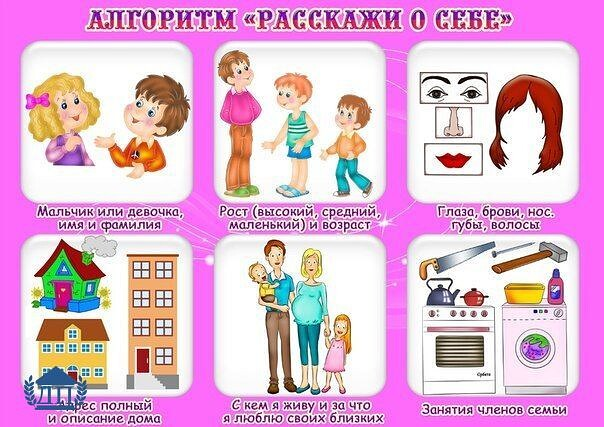 АЛГОРИТМ «РАССКАЖИ О СЕБЕ»
Мальчик или девочка,
имя и фамилия
Рост (высокий, средний,
маленький) и возраст
Глаза, брови, нос.
губы, волосы
Адрес полный
и описание дома
С кем я живу и за что
я люблю своих близких
Занятия членов семьи